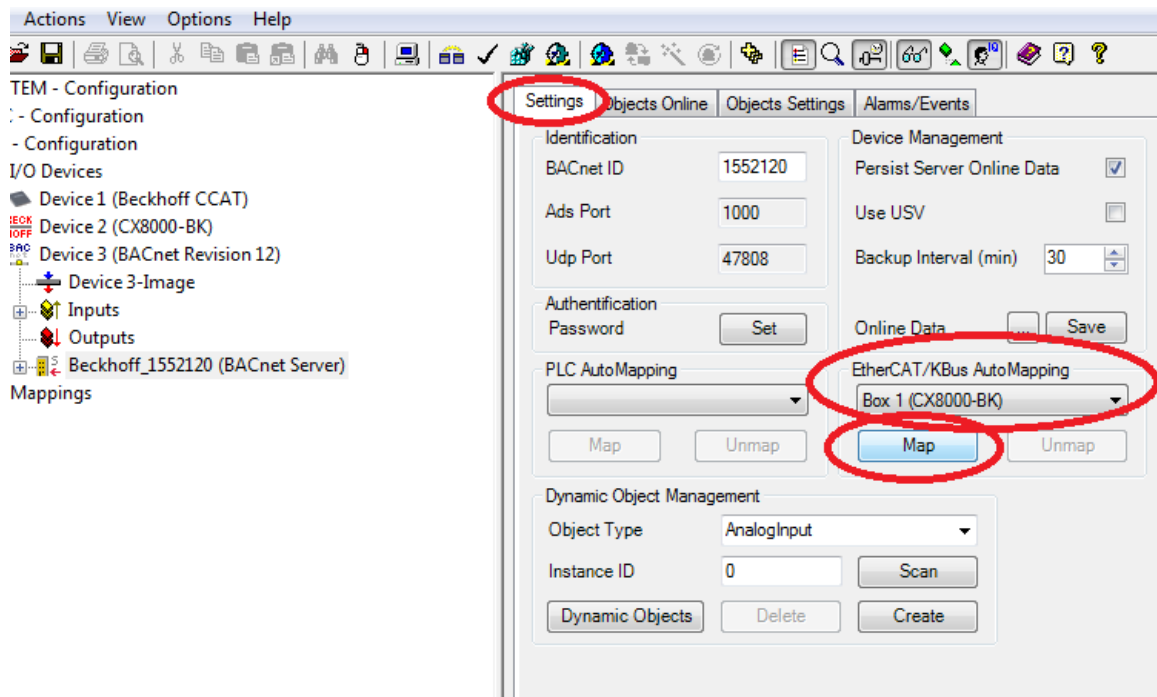 Actions View Options Help
TEM - Configuration
- Configuration
- Configuration
I/O Devices
Device 1 (Beckhoff CCAT)
Device 2 (CX8000-BK)
Device 3 (BACnet Revision 12)
Device 3-Image
Inputs
Outputs
Beckhoff_1552120 (BACnet Server)
Mappings
Settings Objects Online Objects Settings Alarms/Events
Identification
BACnet ID 1552120
Ads Port 1000
Udp Port 47808
Authentification
Password Set
PLC AutoMapping
Map Unmap
Device Management
Persist Server Online Data
Use USV
Backup Interval (min) 30
Online Data ... Save
EtherCAT/KBus AutoMapping
Box 1 (CX8000-BK)
Map Unmap
Dynamic Object Management
Object Type AnalogInput
Instance ID 0 Scan
Dynamic Objects Delete Create